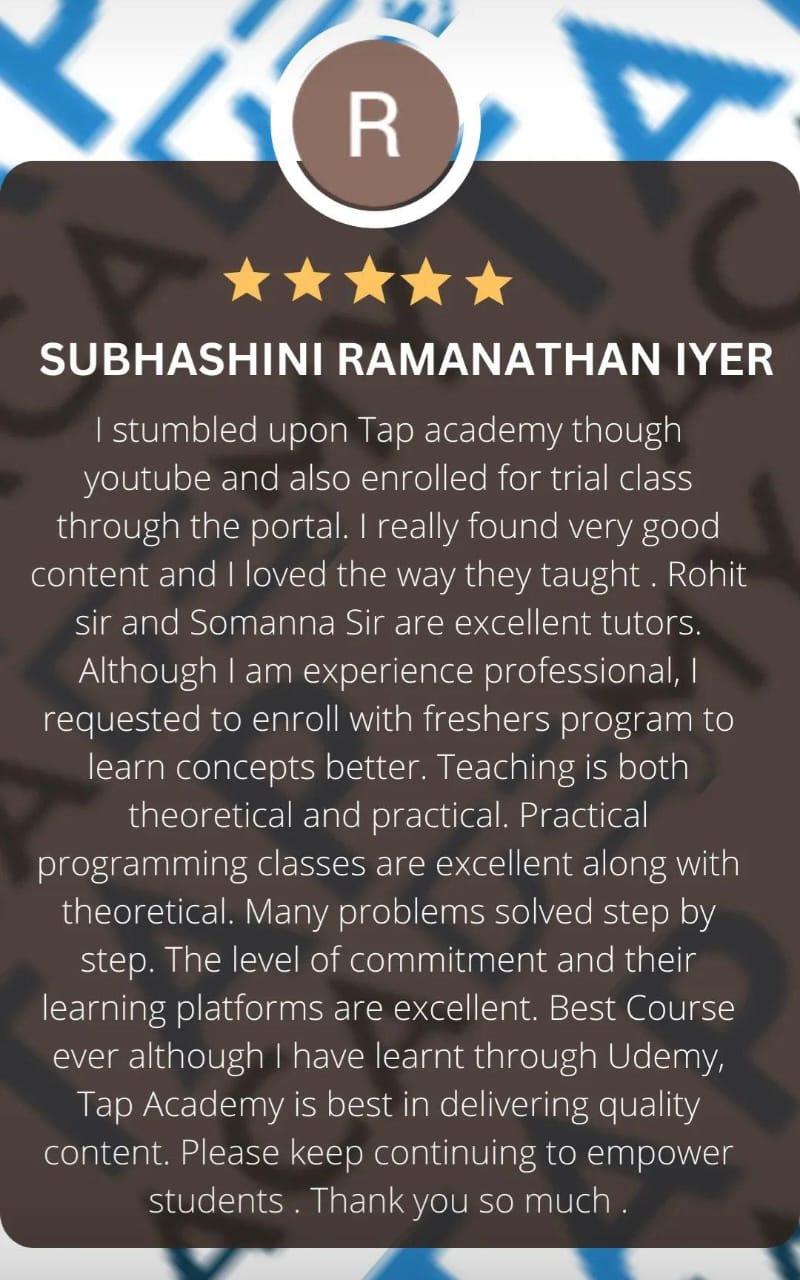 R
SUBHASHINI RAMANATHAN IYER
I stumbled upon Tap academy though
youtube and also enrolled for trial class
through the portal. I really found very good
content and I loved the way they taught . Rohit
sir and Somanna Sir are excellent tutors.
Although I am experience professional, I
requested to enroll with freshers program to
learn concepts better. Teaching is both
theoretical and practical. Practical
programming classes are excellent along with
theoretical. Many problems solved step by
step. The level of commitment and their
learning platforms are excellent. Best Course
ever although I have learnt through Udemy,
Tap Academy is best in delivering quality
content. Please keep continuing to empower
students . Thank you so much .